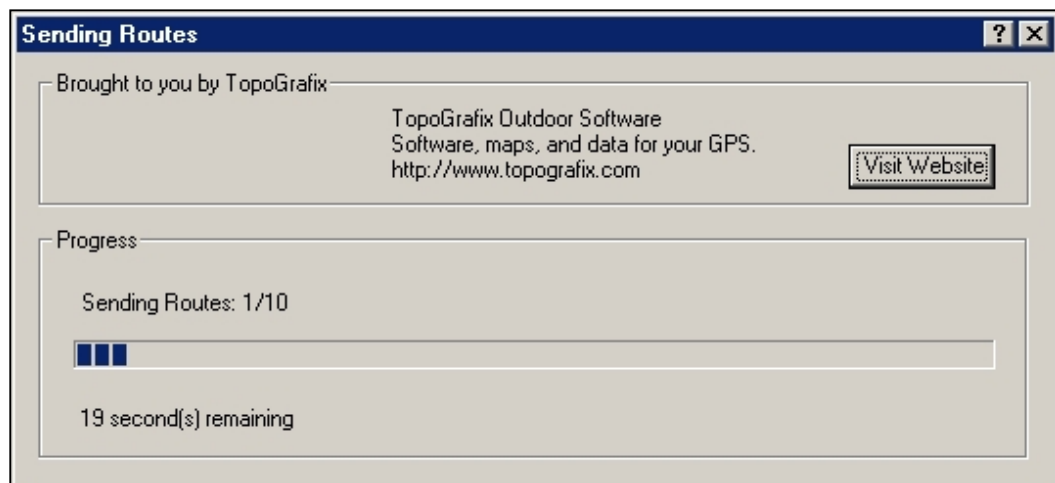 Sending Routes
Brought to you by TopoGrafix
TopoGrafix Outdoor Software
Software, maps, and data for your GPS.
http://www.topografix.com
Visit Website
Progress
Sending Routes: 1/10
19 second(s) remaining